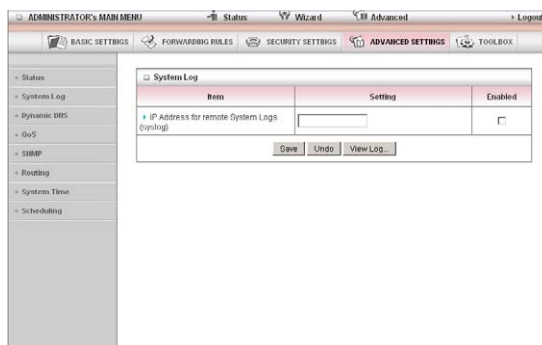 ADMINISTRATOR's MAIN MENU Status Wizard Advanced Logout
BASIC SETTINGS FORWARDING RULES SECURITY SETTINGS ADVANCED SETTINGS TOOLBOX
Status
System Log
Dynamic DNS
QoS
SNMP
Routing
System Time
Scheduling
System Log
Item Setting Enabled
IP Address for remote System Logs
(syslog)
Save Undo View Log...